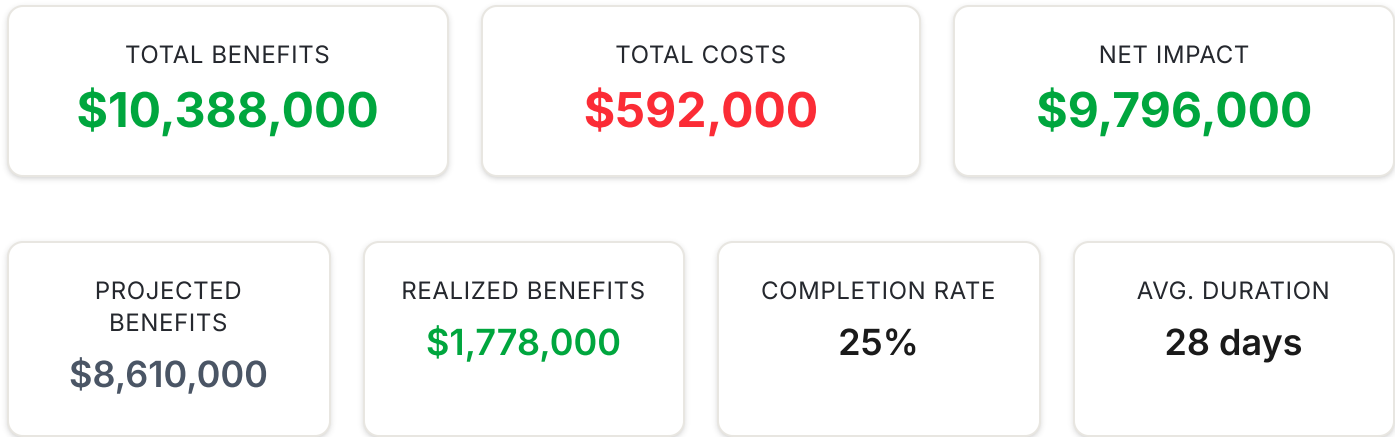 TOTAL BENEFITS
$10,388,000
TOTAL COSTS
$592,000
NET IMPACT
$9,796,000
PROJECTED
BENEFITS
$8,610,000
REALIZED BENEFITS
$1,778,000
COMPLETION RATE
25%
AVG. DURATION
28 days